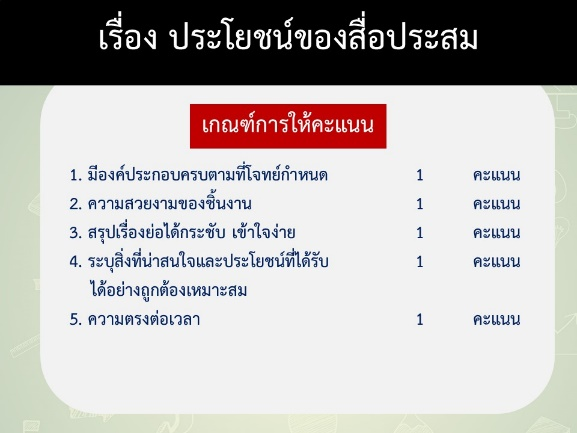 เรื่อง ประโยชน์ของสื่อประสม
เกณฑ์การให้คะแนน
1. มีองค์ประกอบครบตามที่โจทย์กำหนด 1 คะแนน
2. ความสวยงามของชิ้นงาน 1 คะแนน
3. สรุปเรื่องย่อได้กระชับ เข้าใจง่าย 1 คะแนน
4. ระบุสิ่งที่น่าสนใจและประโยชน์ที่ได้รับ 1 คะแนน
ได้อย่างถูกต้องเหมาะสม
5. ความตรงต่อเวลา 1 คะแนน